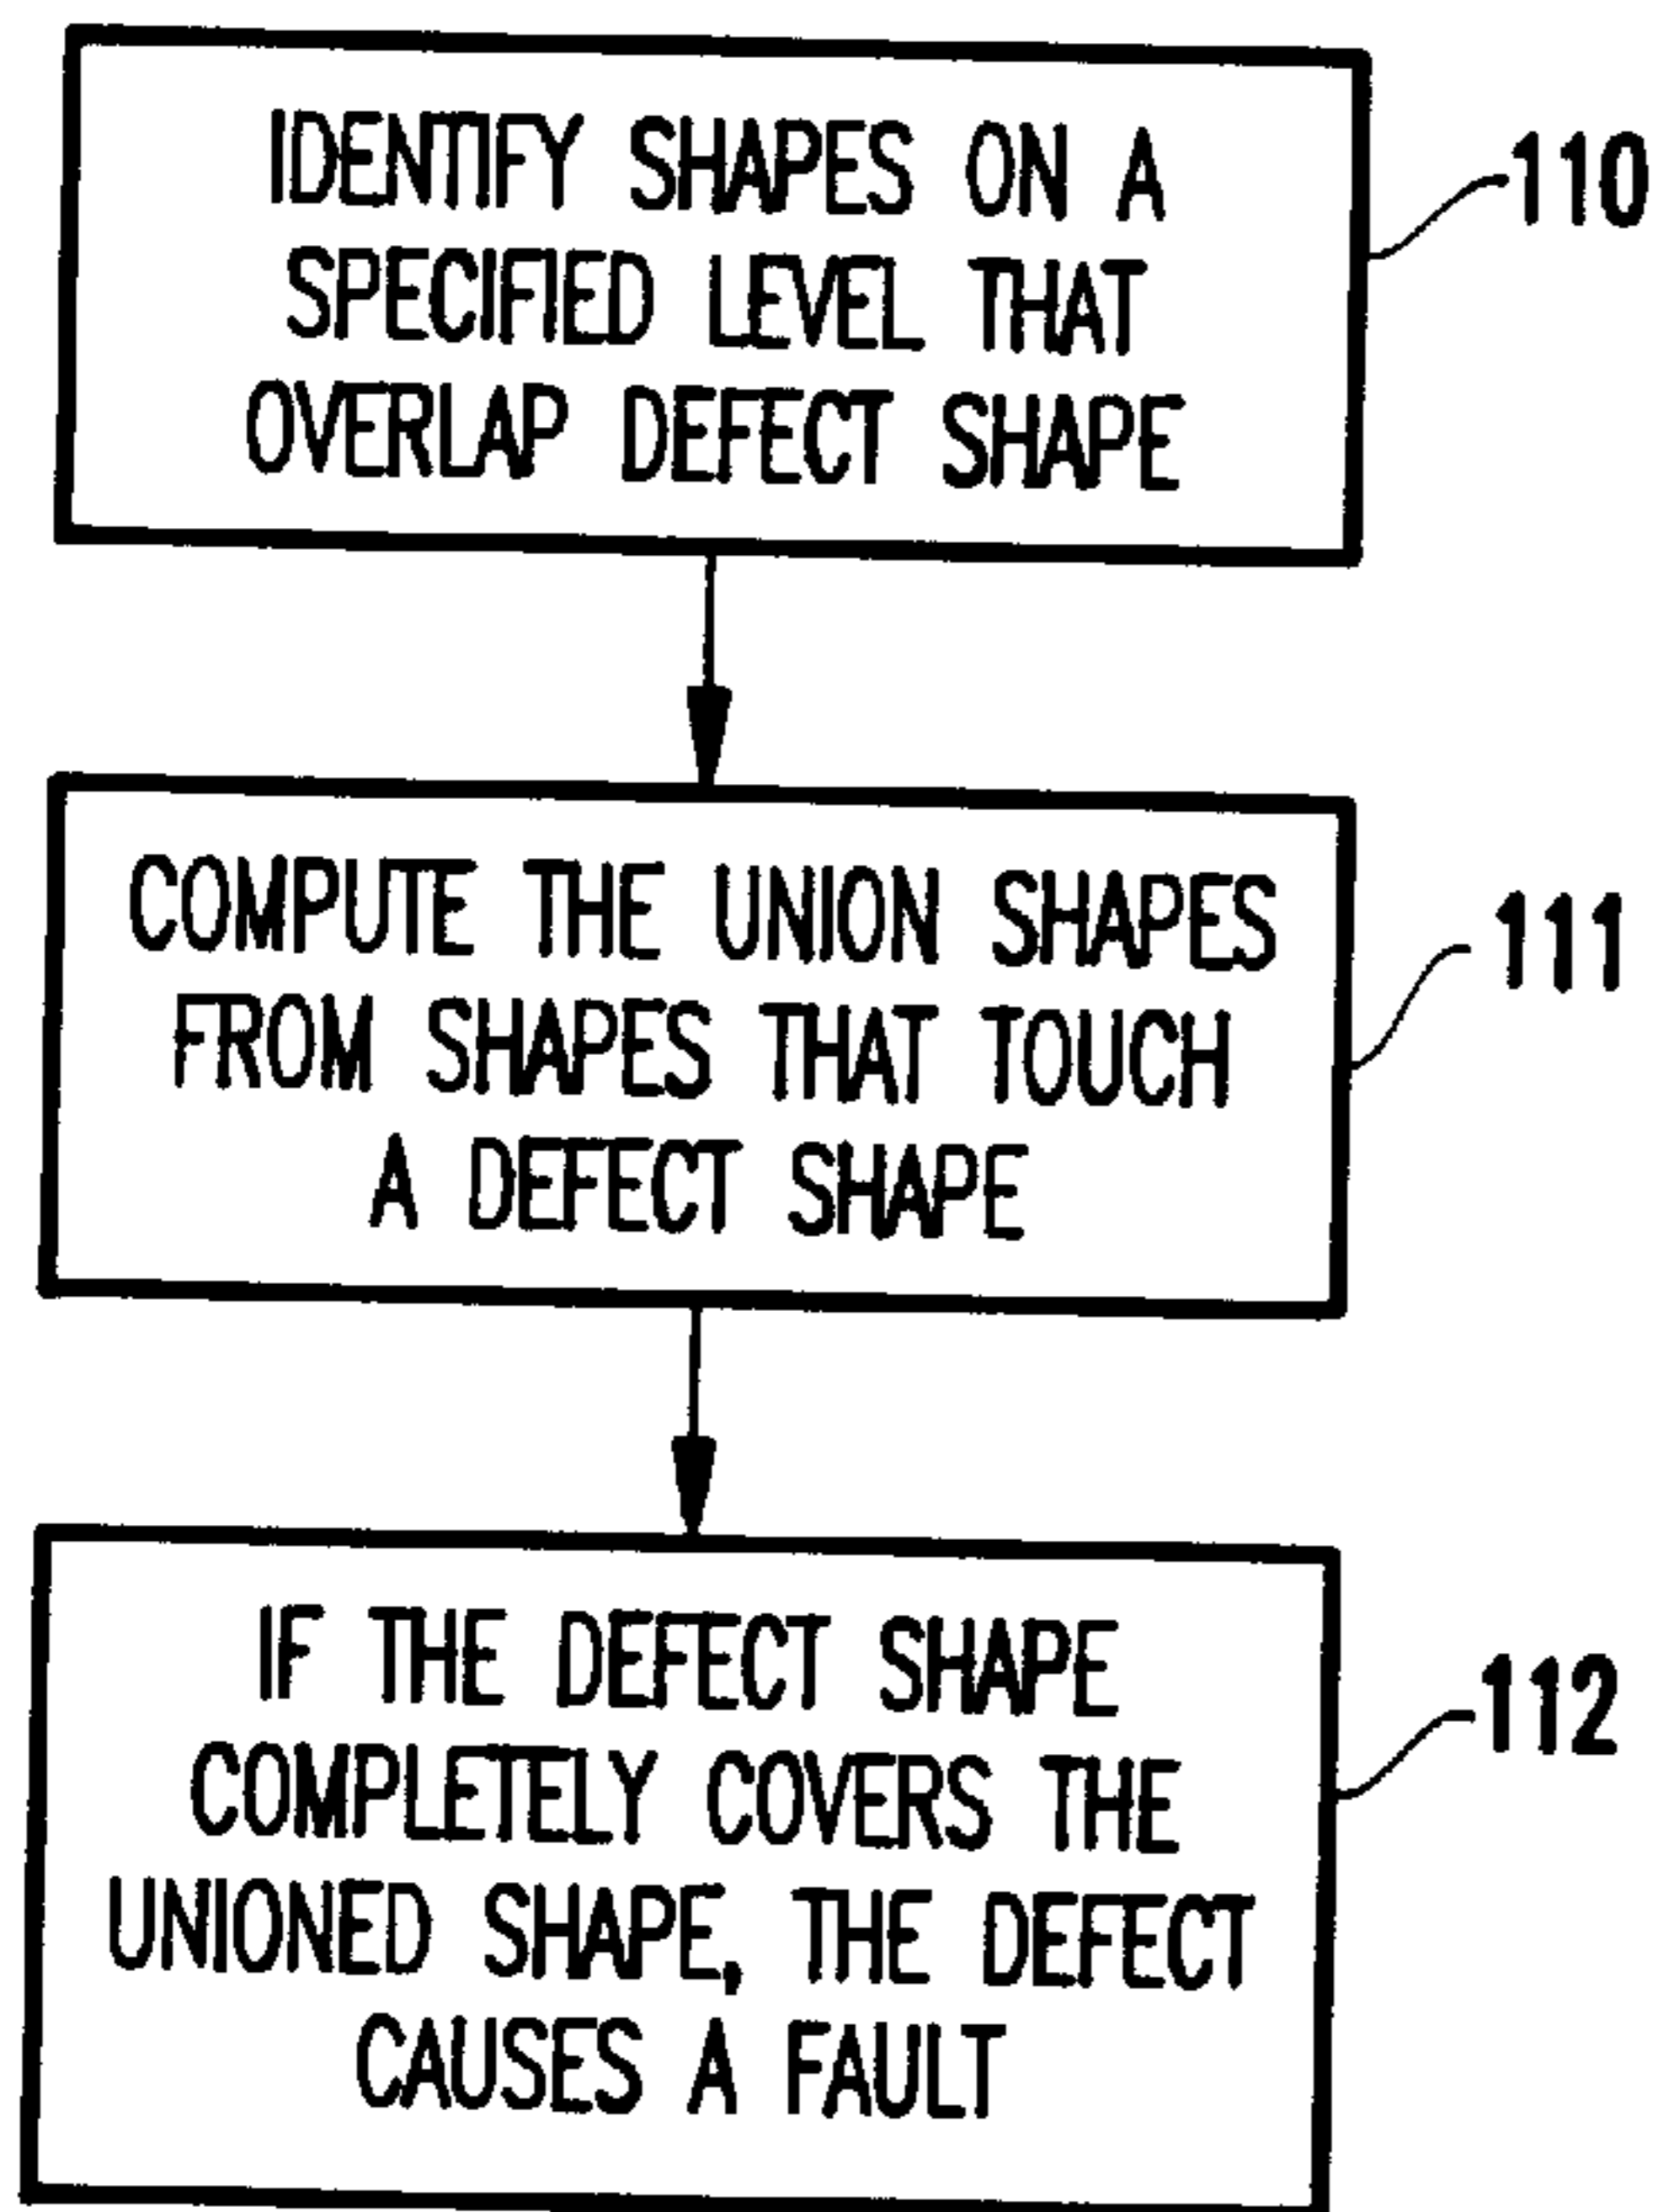 IDENTIFY SHAPES ON A
SPECIFIED LEVEL THAT
OVERLAP DEFECT SHAPE
110
COMPUTE THE UNION SHAPES
FROM SHAPES THAT TOUCH
A DEFECT SHAPE
111
IF THE DEFECT SHAPE
COMPLETELY COVERS THE
UNIONED SHAPE, THE DEFECT
CAUSES A FAULT
112